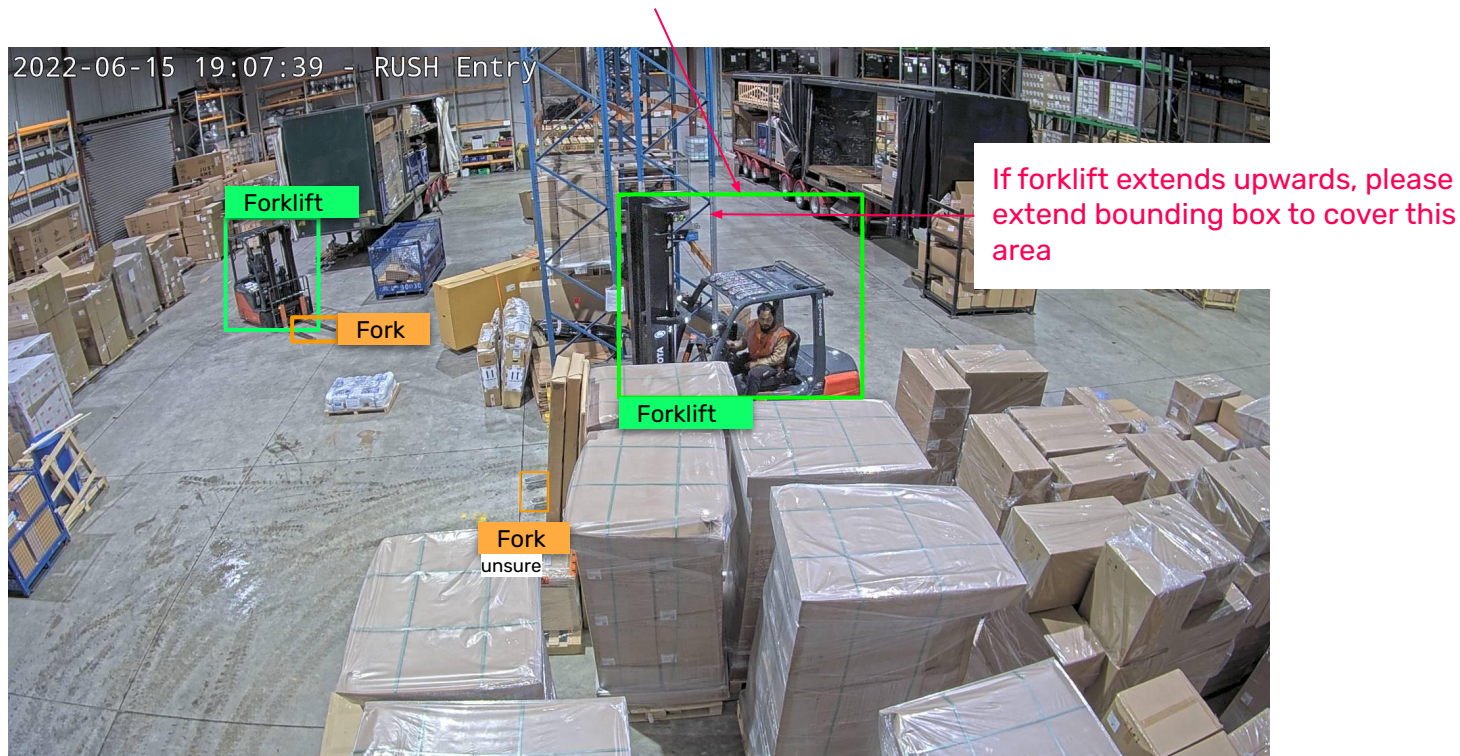 2022-06-15 19:07:39 - RUSH Entry
If forklift extends upwards, please
extend bounding box to cover this
area
Forklift
Fork
Forklift
Fork
unsure